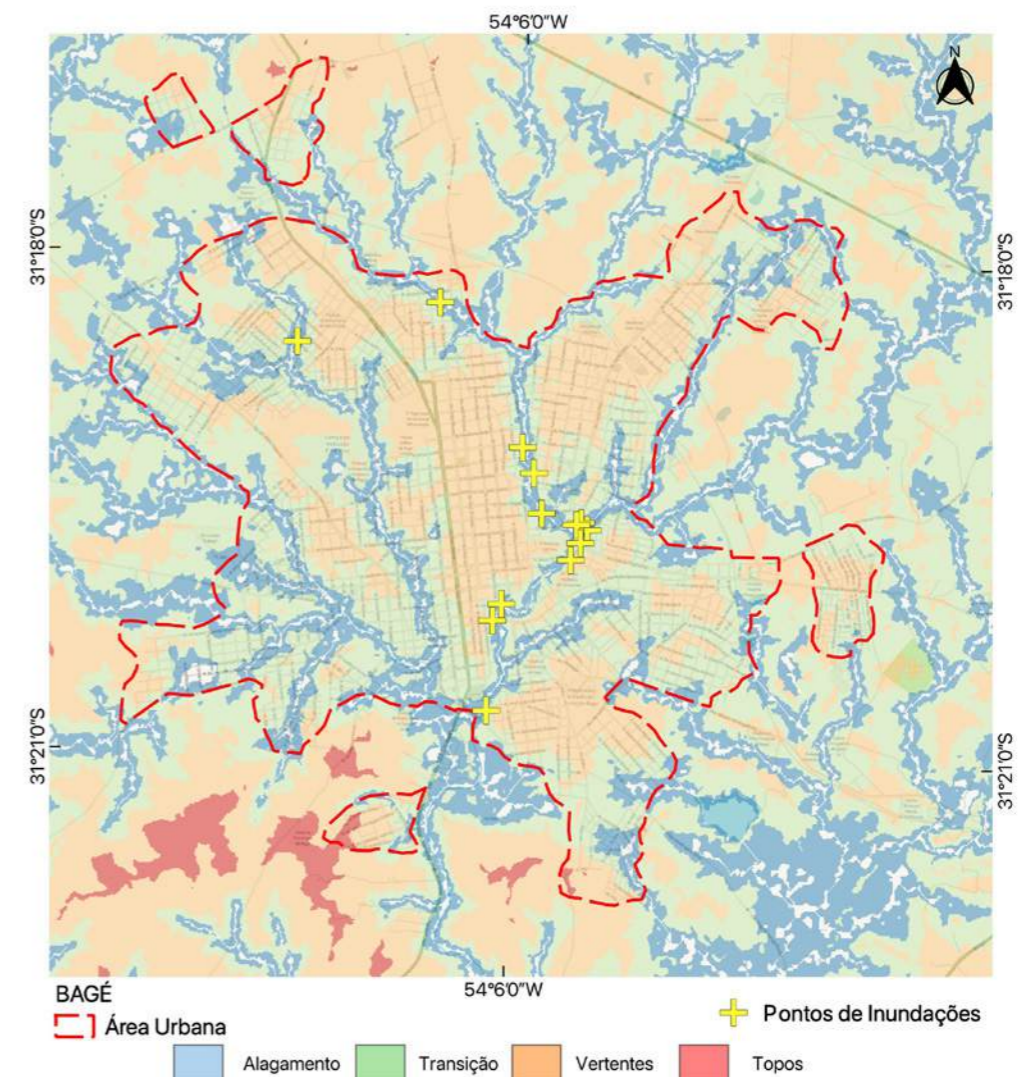 54°6'0"W
N
31°18'0"S
31°18'0"S
31°21'0"S
31°21'0"S
54°6'0"W
BAGÉ
Área Urbana
Pontos de Inundações
Alagamento
Transição
Vertentes
Topos